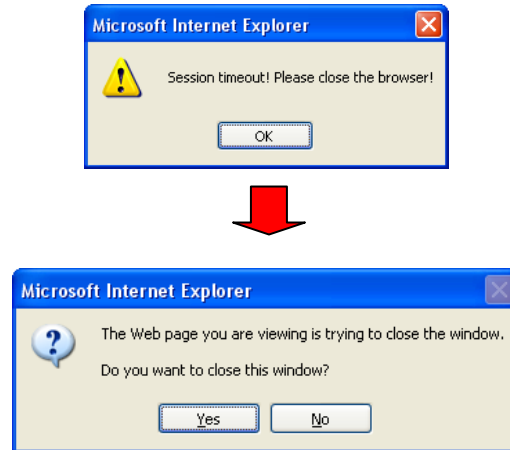 Microsoft Internet Explorer
Session timeout! Please close the browser!
OK
Microsoft Internet Explorer
The Web page you are viewing is trying to close the window.
Do you want to close this window?
Yes No